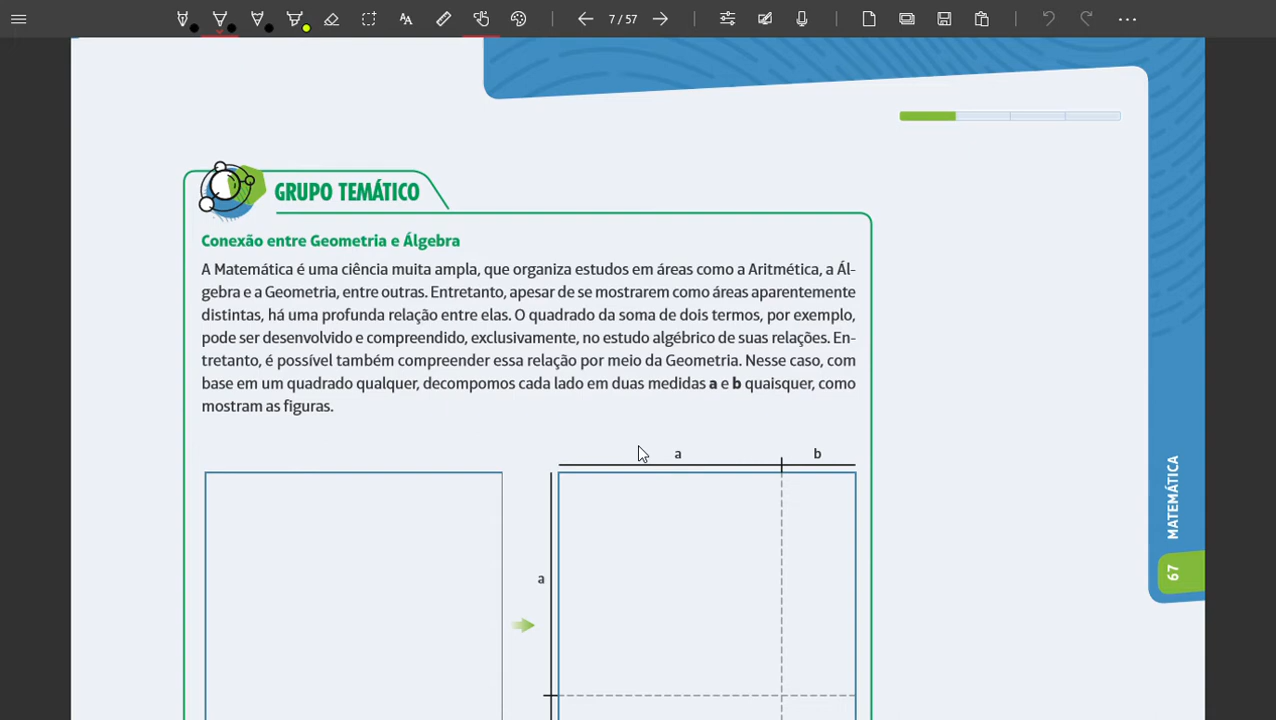 7 / 57
GRUPO TEMÁTICO
Conexão entre Geometria e Álgebra
A Matemática é uma ciência muita ampla, que organiza estudos em áreas como a Aritmética, a Ál-
gebra e a Geometria, entre outras. Entretanto, apesar de se mostrarem como áreas aparentemente
distintas, há uma profunda relação entre elas. O quadrado da soma de dois termos, por exemplo,
pode ser desenvolvido e compreendido, exclusivamente, no estudo algébrico de suas relações. En-
tretanto, é possível também compreender essa relação por meio da Geometria. Nesse caso, com
base em um quadrado qualquer, decompomos cada lado em duas medidas a e b quaisquer, como
mostram as figuras.
a
b
a
MATEMÁTICA
67